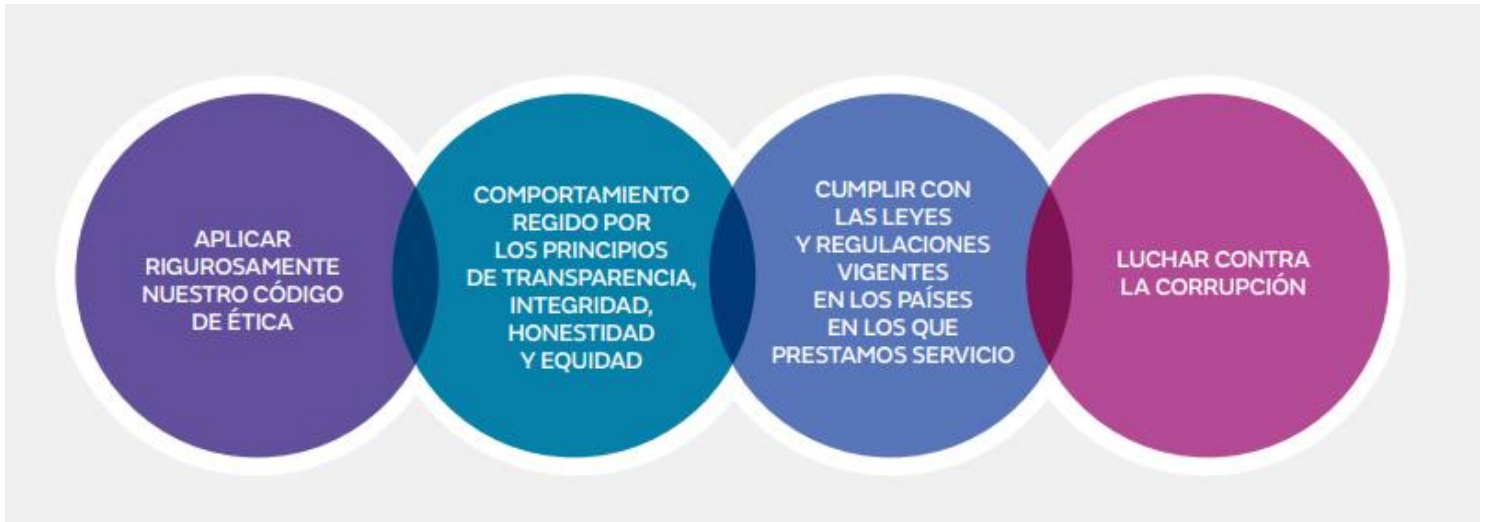 APLICAR
RIGUROSAMENTE
NUESTRO CÓDIGO
DE ÉTICA
COMPORTAMIENTO
REGIDO POR
LOS PRINCIPIOS
DE TRANSPARENCIA,
INTEGRIDAD,
HONESTIDAD
Y EQUIDAD
CUMPLIR CON
LAS LEYES
Y REGULACIONES
VIGENTES
EN LOS PAÍSES
EN LOS QUE
PRESTAMOS SERVICIO
LUCHAR CONTRA
LA CORRUPCIÓN